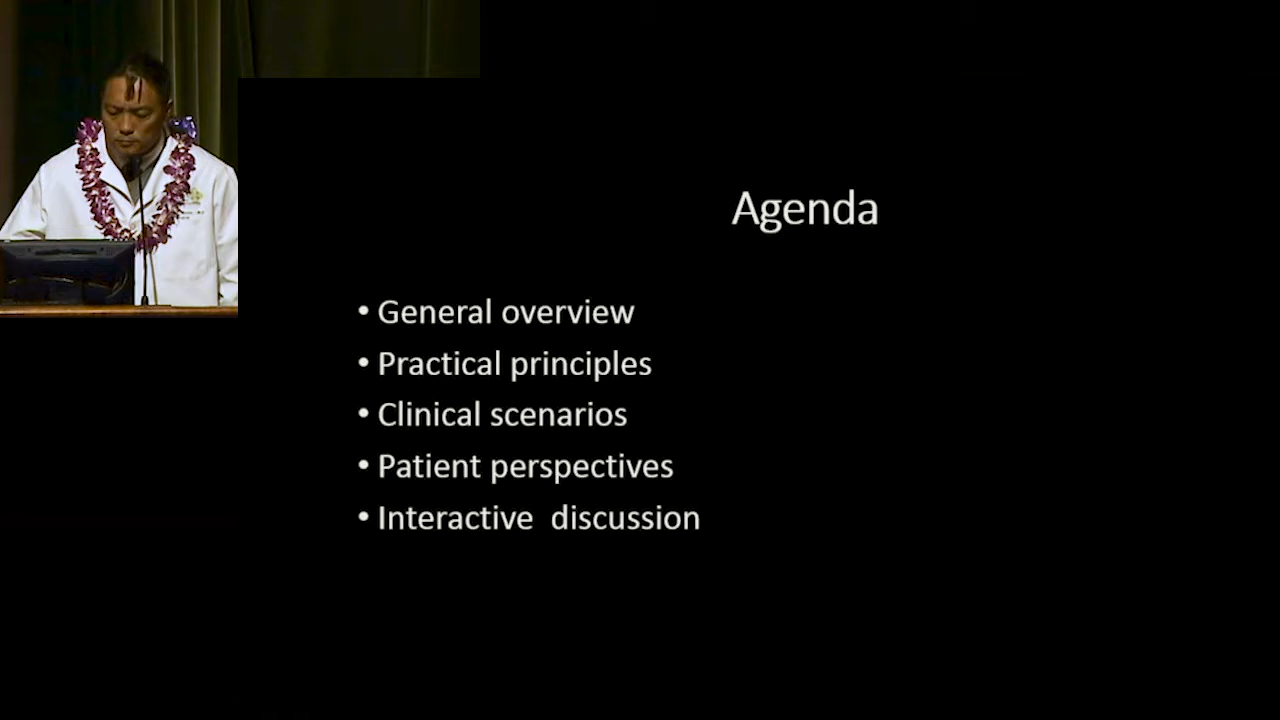 Agenda
• General overview
• Practical principles
• Clinical scenarios
• Patient perspectives
• Interactive  discussion